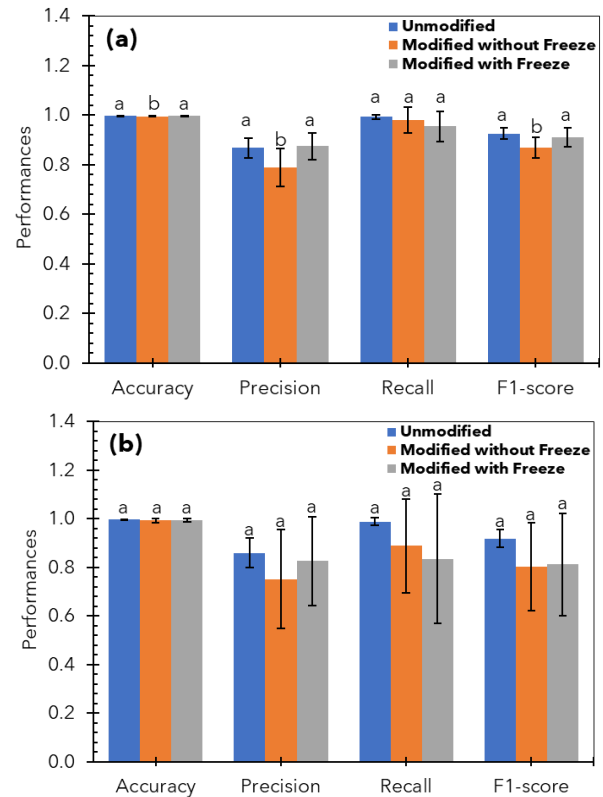 1.4
(a)
Unmodified
Modified without Freeze
Modified with Freeze
1.2
1.0
0.8
0.6
0.4
0.2
0.0
Performances
a b a
a b a
a a a
a b a
Accuracy Precision Recall F1-score
1.4
(b)
Unmodified
Modified without Freeze
Modified with Freeze
1.2
1.0
0.8
0.6
0.4
0.2
0.0
Performances
a a a
a a a
a a a
a a a
Accuracy Precision Recall F1-score